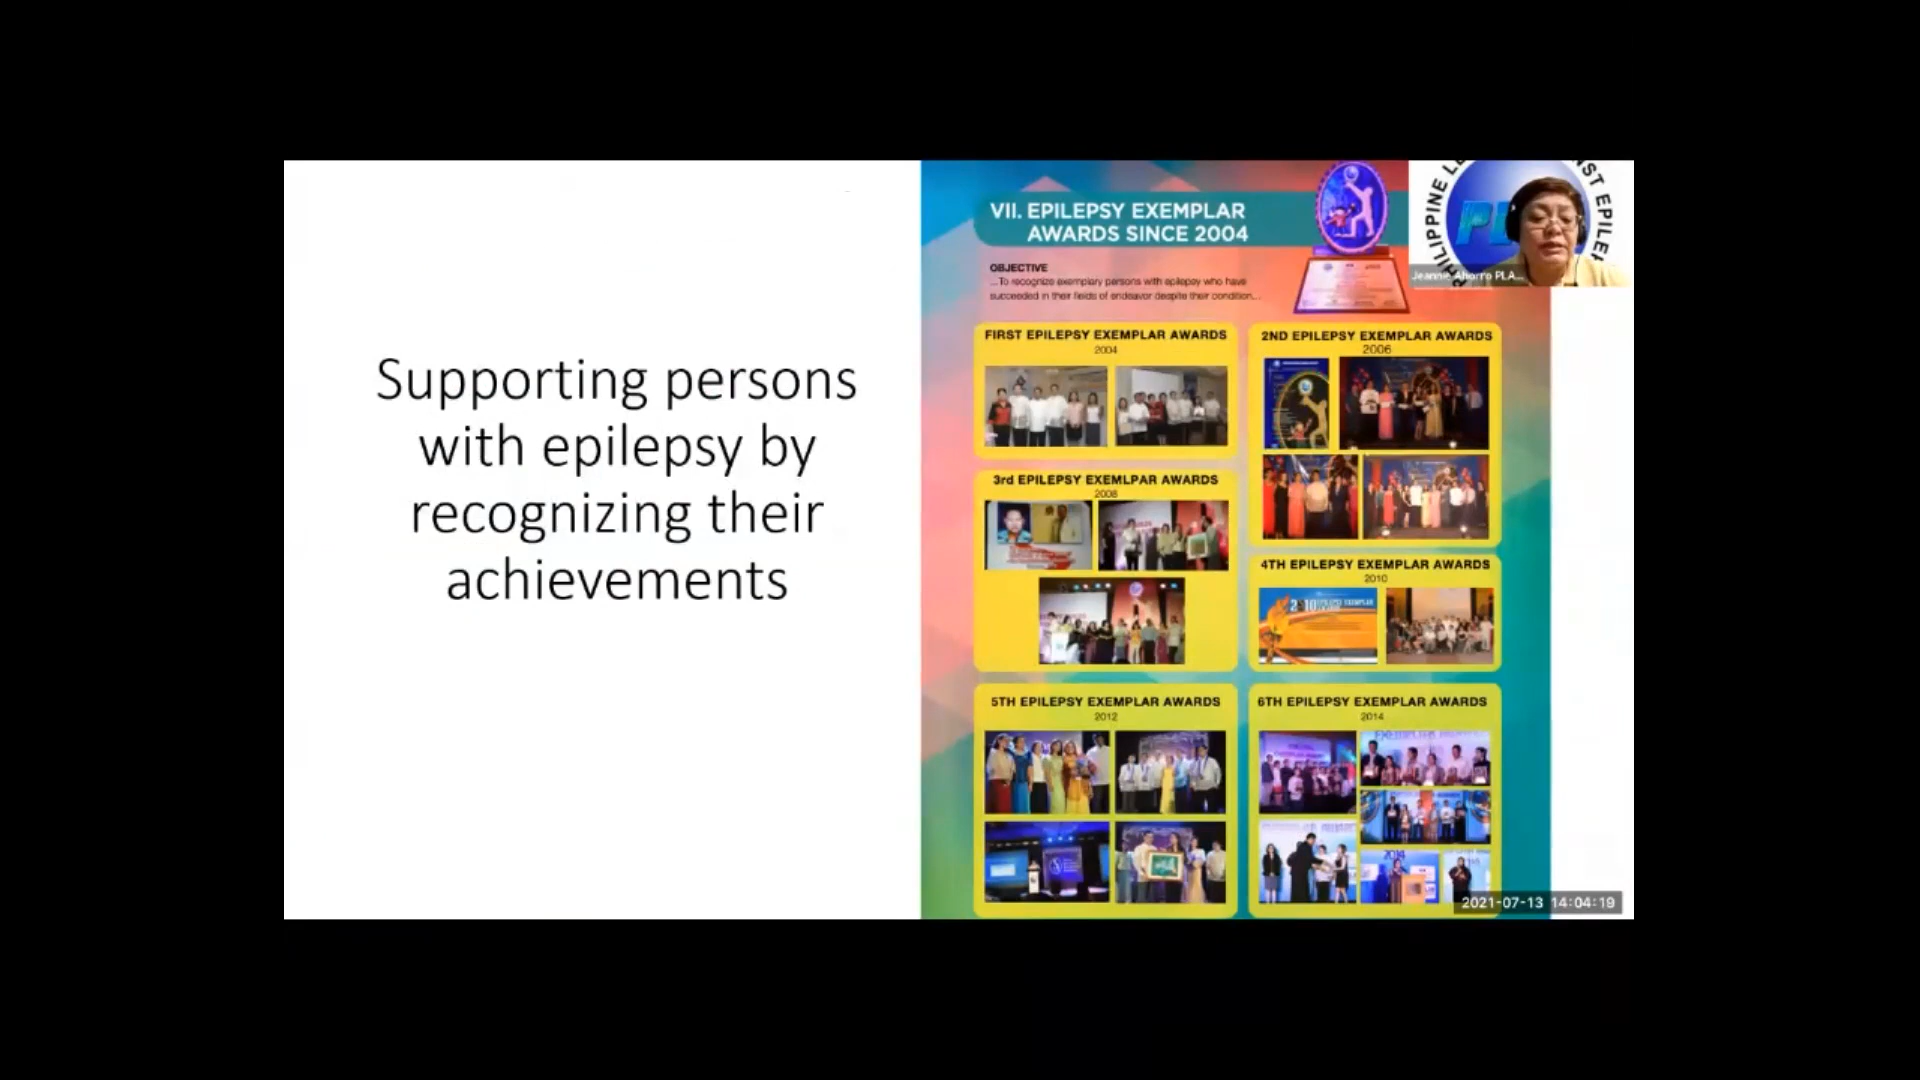 Supporting persons
with epilepsy by
recognizing their
achievements
VII. EPILEPSY EXEMPLAR
AWARDS SINCE 2004
OBJECTIVE
...To recognize exemplary persons with epilepsy who have
succeeded in their fields of endeavor despite their condition...
FIRST EPILEPSY EXEMPLAR AWARDS
2004
2ND EPILEPSY EXEMPLAR AWARDS
2006
3rd EPILEPSY EXEMLPAR AWARDS
2008
4TH EPILEPSY EXEMPLAR AWARDS
2010
5TH EPILEPSY EXEMPLAR AWARDS
2012
6TH EPILEPSY EXEMPLAR AWARDS
2014
2014
Jeannie Ahorro PLA...
2021-07-13 14:04:19